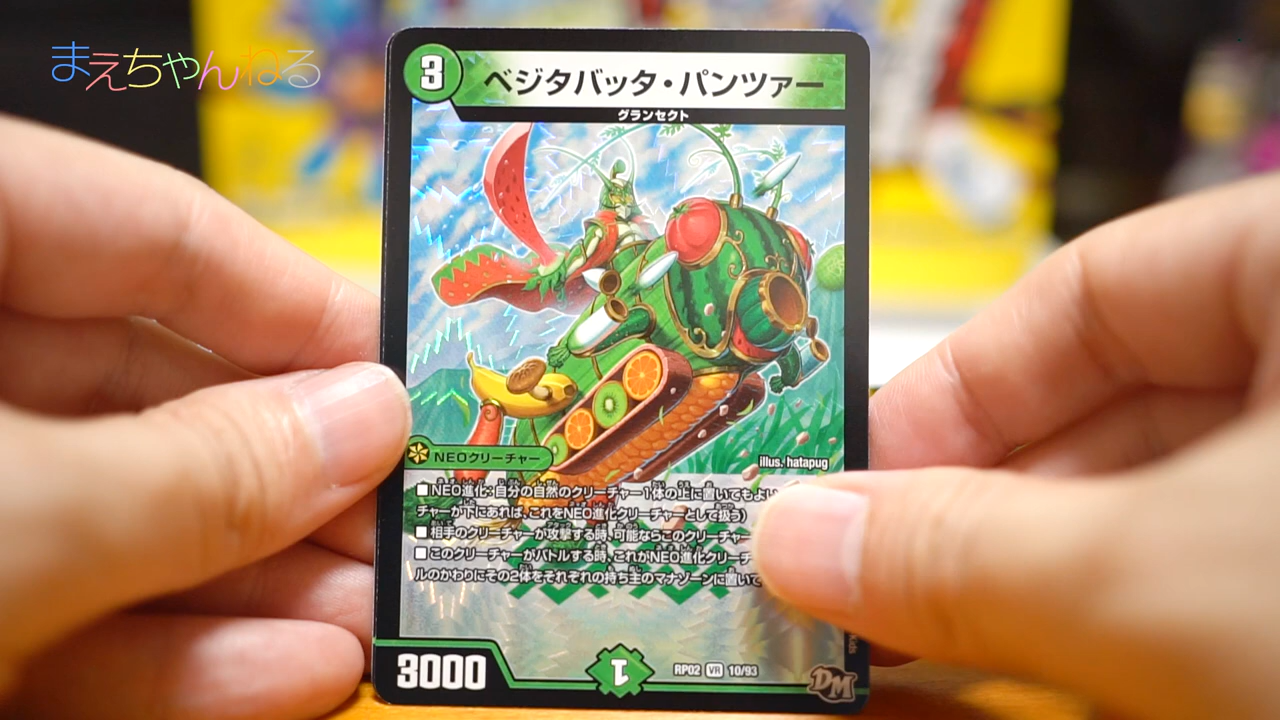 まえちゃんねる
3
ベジタバッタ・パンツァー
グランセクト
illus. hatapug
NEOクリーチャー
■NEO進化:自分の自然のクリーチャー1体の上に置いてもよい
チャーが下にあれば、これをNEO進化クリーチャーとして扱う)
■相手のクリーチャーが攻撃する時、可能ならこのクリーチャー
■このクリーチャーがバトルする時、これがNEO進化クリーチ
ルのかわりにその2体をそれぞれの持ち主のマナゾーンに置いて
3000
1
RP02 VR 10/93
DM